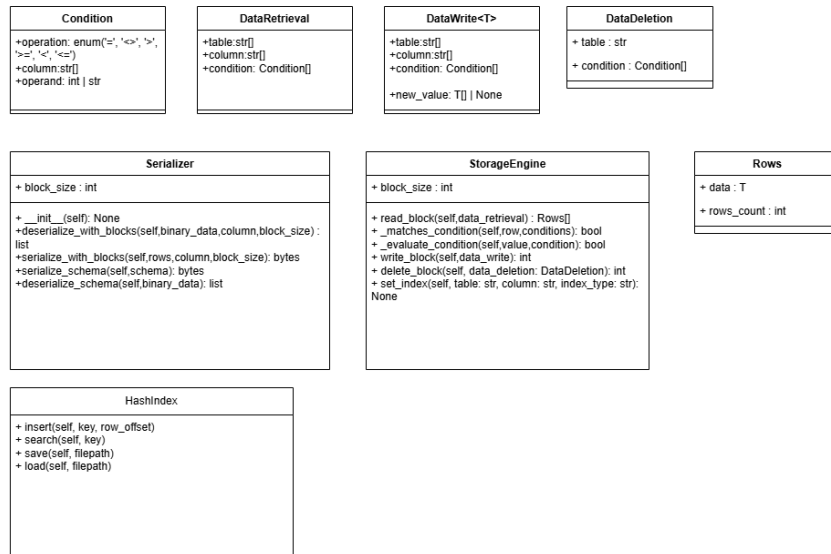 Condition
+operation: enum('=', '<>', '>',
'>=', '<', '<=')
+column:str[]
+operand: int | str
DataRetrieval
+table:str[]
+column:str[]
+condition: Condition[]
DataWrite<T>
+table:str[]
+column:str[]
+condition: Condition[]
+new_value: T[] | None
DataDeletion
+ table : str
+ condition : Condition[]
Serializer
+ block_size : int
+ __init__(self): None
+deserialize_with_blocks(self,binary_data,column,block_size) :
list
+serialize_with_blocks(self,rows,column,block_size): bytes
+serialize_schema(self,schema): bytes
+deserialize_schema(self,binary_data): list
StorageEngine
+ block_size : int
+ read_block(self,data_retrieval) : Rows[]
+ _matches_condition(self,row,conditions): bool
+ _evaluate_condition(self,value,condition): bool
+ write_block(self,data_write): int
+ delete_block(self, data_deletion: DataDeletion): int
+ set_index(self, table: str, column: str, index_type: str):
None
Rows
+ data : T
+ rows_count : int
HashIndex
+ insert(self, key, row_offset)
+ search(self, key)
+ save(self, filepath)
+ load(self, filepath)